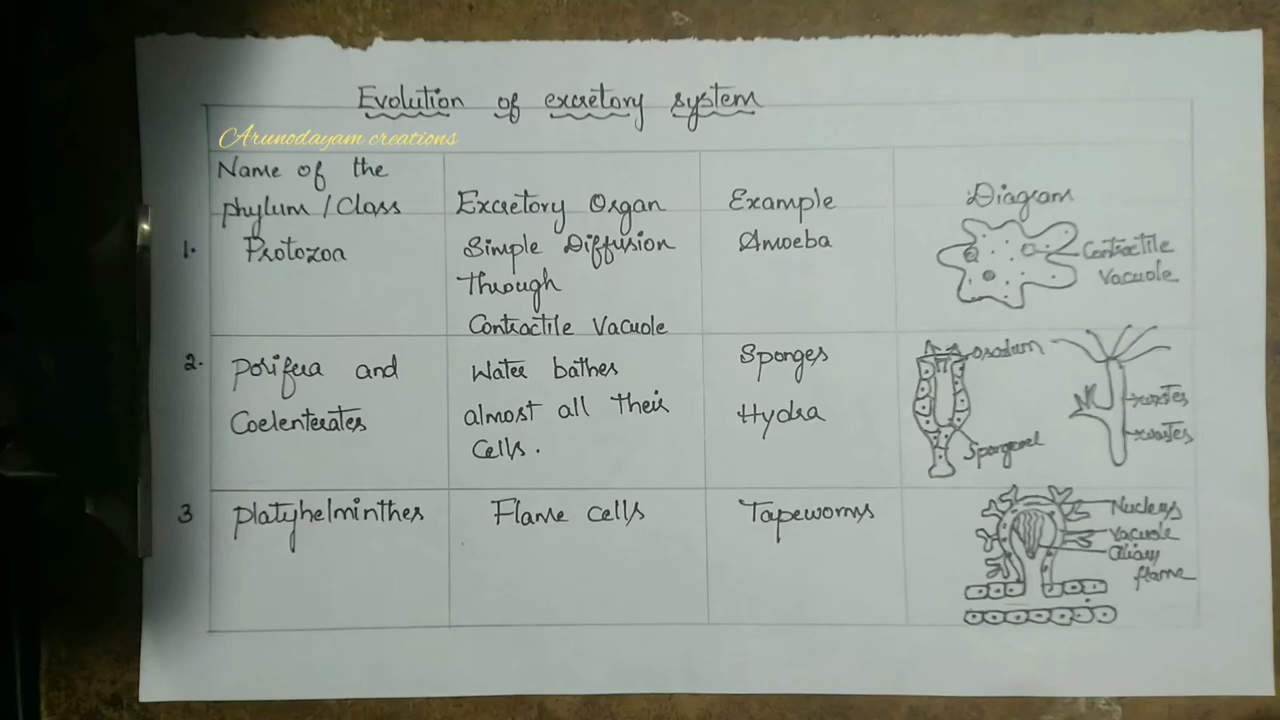 Evolution of excretory system
Arunodayam creations
Name of the phylum / Class
Excretory Organ
Example
Diagram
1.
Protozoa
Simple Diffusion
Through
Contractile Vacuole
Amoeba
Contractile
Vacuole
2.
Porifera and
Coelenterates
Water bathes
almost all their
Cells.
Sponges
Hydra
wastes
wastes
3
Platyhelminthes
Flame cells
Tapeworms
Nucleus
Vacuole
Ciliary
flame